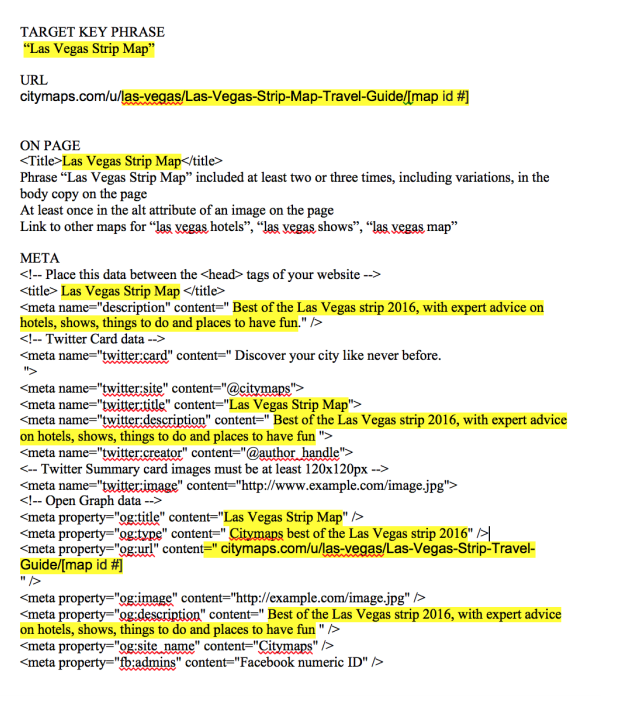 TARGET KEY PHRASE
“Las Vegas Strip Map”
URL
citymaps.com/u/las-vegas/Las-Vegas-Strip-Map-Travel-Guide/[map id #]
ON PAGE
<Title>Las Vegas Strip Map</title>
Phrase “Las Vegas Strip Map” included at least two or three times, including variations, in the
body copy on the page
At least once in the alt attribute of an image on the page
Link to other maps for “las vegas hotels”, “las vegas shows”, “las vegas map”
META
<!-- Place this data between the <head> tags of your website -->
<title> Las Vegas Strip Map </title>
<meta name="description" content=" Best of the Las Vegas strip 2016, with expert advice on
hotels, shows, things to do and places to have fun." />
<!-- Twitter Card data -->
<meta name="twitter:card" content=" Discover your city like never before.
">
<meta name="twitter:site" content="@citymaps">
<meta name="twitter:title" content="Las Vegas Strip Map">
<meta name="twitter:description" content=" Best of the Las Vegas strip 2016, with expert advice
on hotels, shows, things to do and places to have fun ">
<meta name="twitter:creator" content="@author_handle">
<-- Twitter Summary card images must be at least 120x120px -->
<meta name="twitter:image" content="http://www.example.com/image.jpg">
<!-- Open Graph data -->
<meta property="og:title" content="Las Vegas Strip Map" />
<meta property="og:type" content=" Citymaps best of the Las Vegas strip 2016" />
<meta property="og:url" content=" citymaps.com/u/las-vegas/Las-Vegas-Strip-Travel-
Guide/[map id #]
" />
<meta property="og:image" content="http://example.com/image.jpg" />
<meta property="og:description" content=" Best of the Las Vegas strip 2016, with expert advice
on hotels, shows, things to do and places to have fun " />
<meta property="og:site_name" content="Citymaps" />
<meta property="fb:admins" content="Facebook numeric ID" />